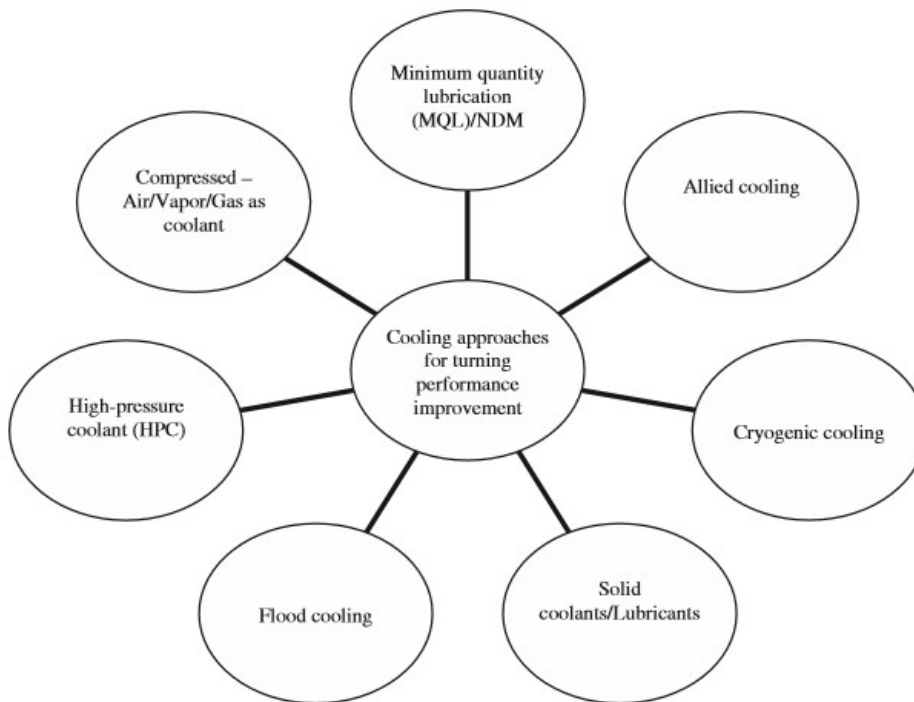 Minimum quantity
lubrication
(MQL)/NDM
Compressed –
Air/Vapor/Gas as
coolant
Allied cooling
Cooling approaches
for turning
performance
improvement
High-pressure
coolant (HPC)
Cryogenic cooling
Flood cooling
Solid
coolants/Lubricants